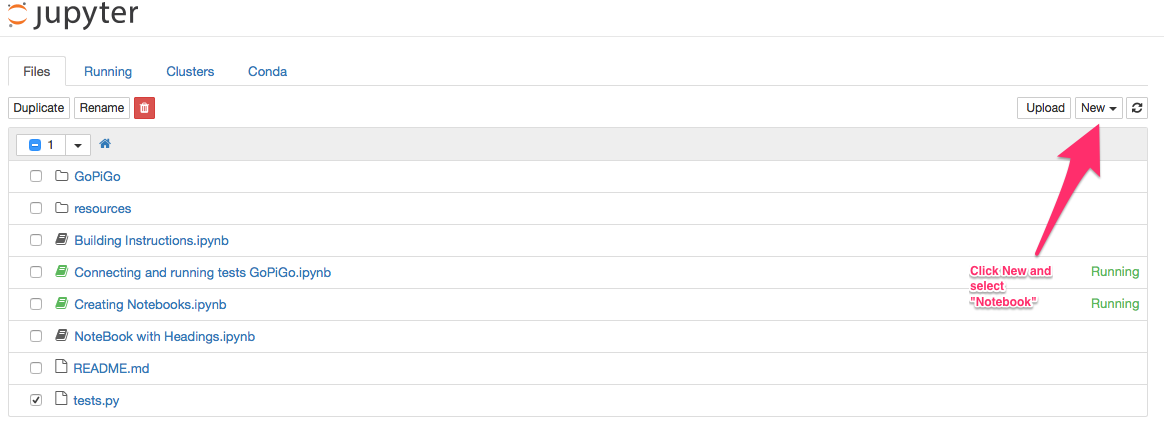 jupyter
Files Running Clusters Conda
Duplicate Rename Upload New
1
GoPiGo
resources
Building Instructions.ipynb
Connecting and running tests GoPiGo.ipynb Running
Click New and
select
"Notebook"
Creating Notebooks.ipynb Running
NoteBook with Headings.ipynb
README.md
tests.py